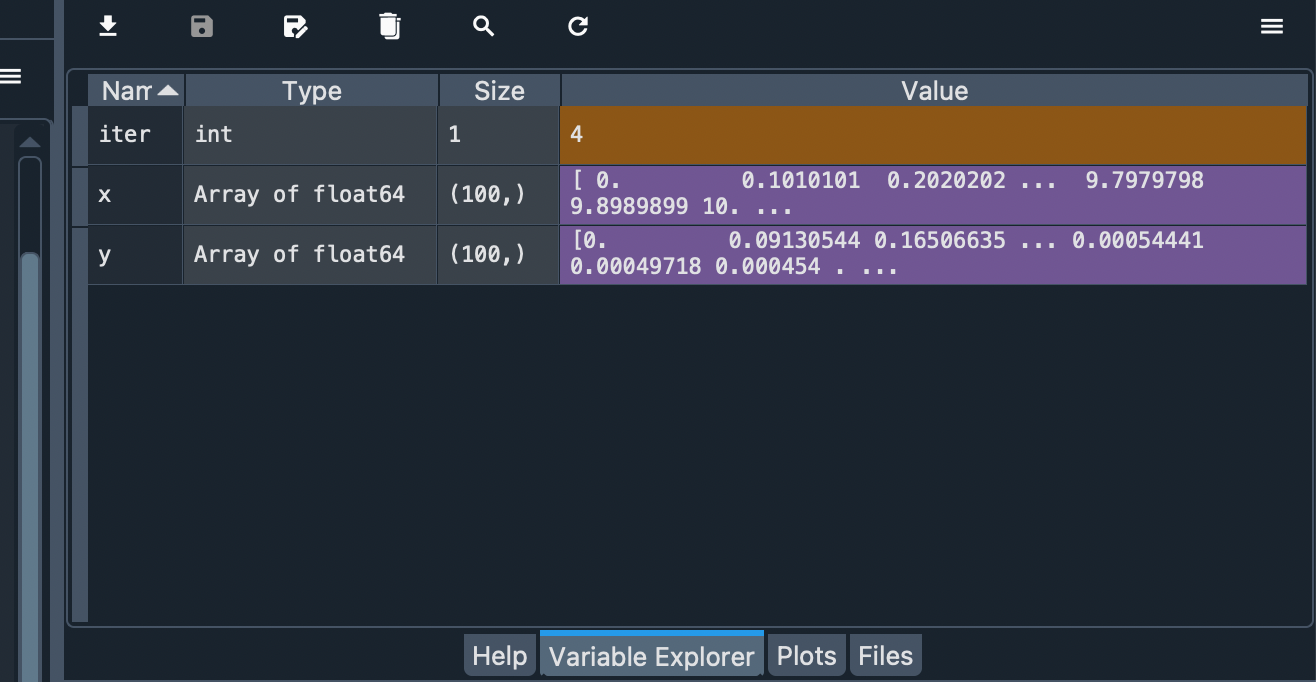 Nar Type Size Value
iter int 1 4
x Array of float64 (100,) [ 0. 0.1010101 0.2020202 ... 9.7979798
9.8989899 10. ...
y Array of float64 (100,) [0. 0.09130544 0.16506635 ... 0.00054441
0.00049718 0.000454 . ...
Help Variable Explorer Plots Files